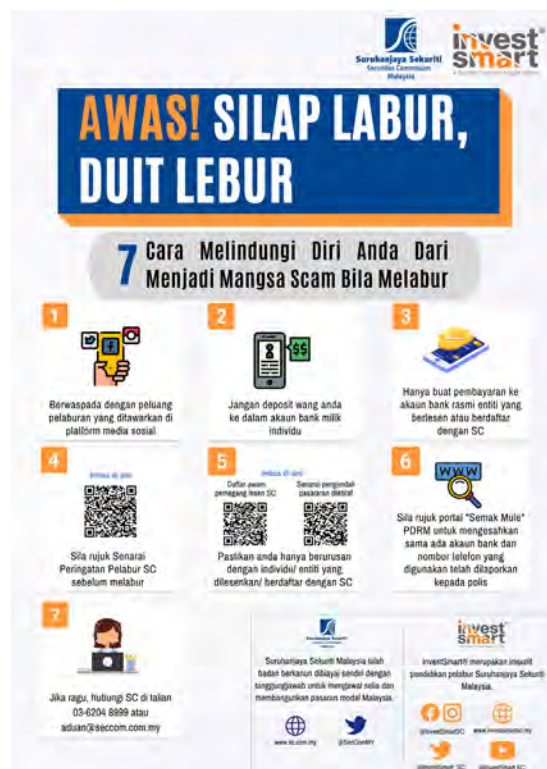 Suruhanjaya Sekuriti
Securities Commission
Malaysia
invest
smart
AWAS! SILAP LABUR,
DUIT LEBUR
7 Cara Melindungi Diri Anda Dari
Menjadi Mangsa Scam Bila Melabur
1
Berwaspada dengan peluang
pelaburan yang ditawarkan di
platform media sosial
2
Jangan deposit wang anda
ke dalam akaun bank milik
individu
3
Hanya buat pembayaran ke
akaun bank rasmi entiti yang
berlesen atau berdaftar
dengan SC
4
Imbas di sini
Sila rujuk Senarai
Peringatan Pelabur SC
sebelum melabur
5
Imbas di sini
Daftar awam
pemegang lesen SC
Senarai pengendali
pasaran diiktiraf
Pastikan anda hanya berurusan
dengan individu/ entiti yang
dilesenkan/ berdaftar dengan SC
6
WWW
Sila rujuk portal "Semak Mule"
PDRM untuk mengesahkan
sama ada akaun bank dan
nombor telefon yang
digunakan telah dilaporkan
kepada polis
7
Jika ragu, hubungi SC di talian
03-6204 8999 atau
aduan@seccom.com.my
Suruhanjaya Sekuriti
Suruhanjaya Sekuriti Malaysia ialah
badan berkanun dibiayai sendiri dengan
tanggungjawab untuk mengawal selia dan
membangunkan pasaran modal Malaysia.
www.sc.com.my
@SecComMY
invest
smart
InvestSmart® merupakan inisiatif
pendidikan pelabur Suruhanjaya Sekuriti
Malaysia.
@InvestSmartSC
www.investsmartsc.my
@InvestSmart_SC
@InvestSmart SC